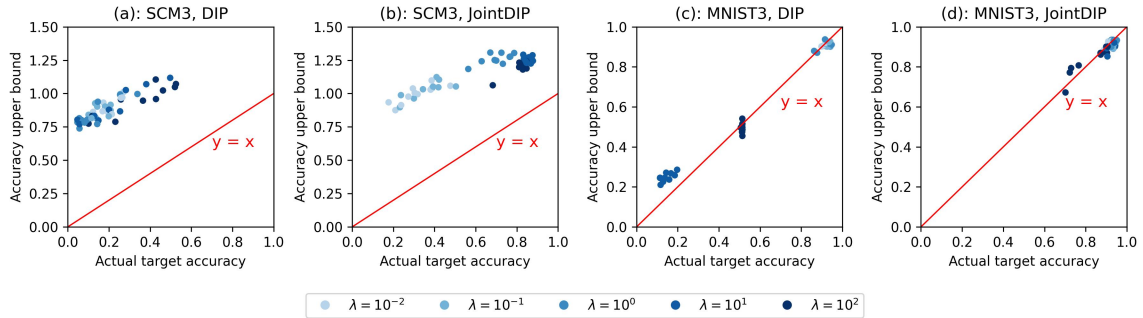 (a): SCM3, DIP
1.50
1.25
1.00
0.75
0.50
0.25
0.00
Accuracy upper bound
y = x
0.0 0.2 0.4 0.6 0.8 1.0
Actual target accuracy
(b): SCM3, JointDIP
1.50
1.25
1.00
0.75
0.50
0.25
0.00
Accuracy upper bound
y = x
0.0 0.2 0.4 0.6 0.8 1.0
Actual target accuracy
(c): MNIST3, DIP
1.0
0.8
0.6
0.4
0.2
0.0
Accuracy upper bound
y = x
0.0 0.2 0.4 0.6 0.8 1.0
Actual target accuracy
(d): MNIST3, JointDIP
1.0
0.8
0.6
0.4
0.2
0.0
Accuracy upper bound
y = x
0.0 0.2 0.4 0.6 0.8 1.0
Actual target accuracy
λ = 10⁻² λ = 10⁻¹ λ = 10⁰ λ = 10¹ λ = 10²